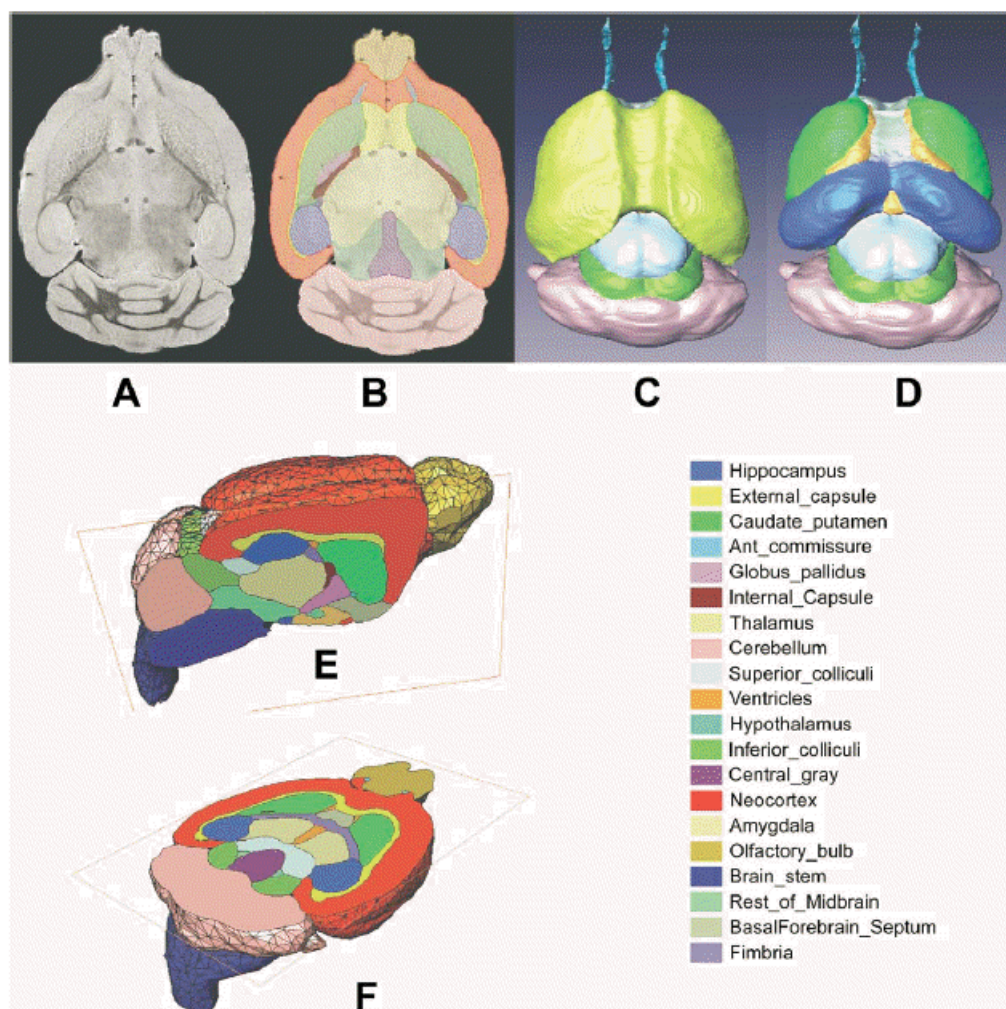 A
B
C
D
E
F
Hippocampus
External_capsule
Caudate_putamen
Ant_commissure
Globus_pallidus
Internal_Capsule
Thalamus
Cerebellum
Superior_colliculi
Ventricles
Hypothalamus
Inferior_colliculi
Central_gray
Neocortex
Amygdala
Olfactory_bulb
Brain_stem
Rest_of_Midbrain
BasalForebrain_Septum
Fimbria